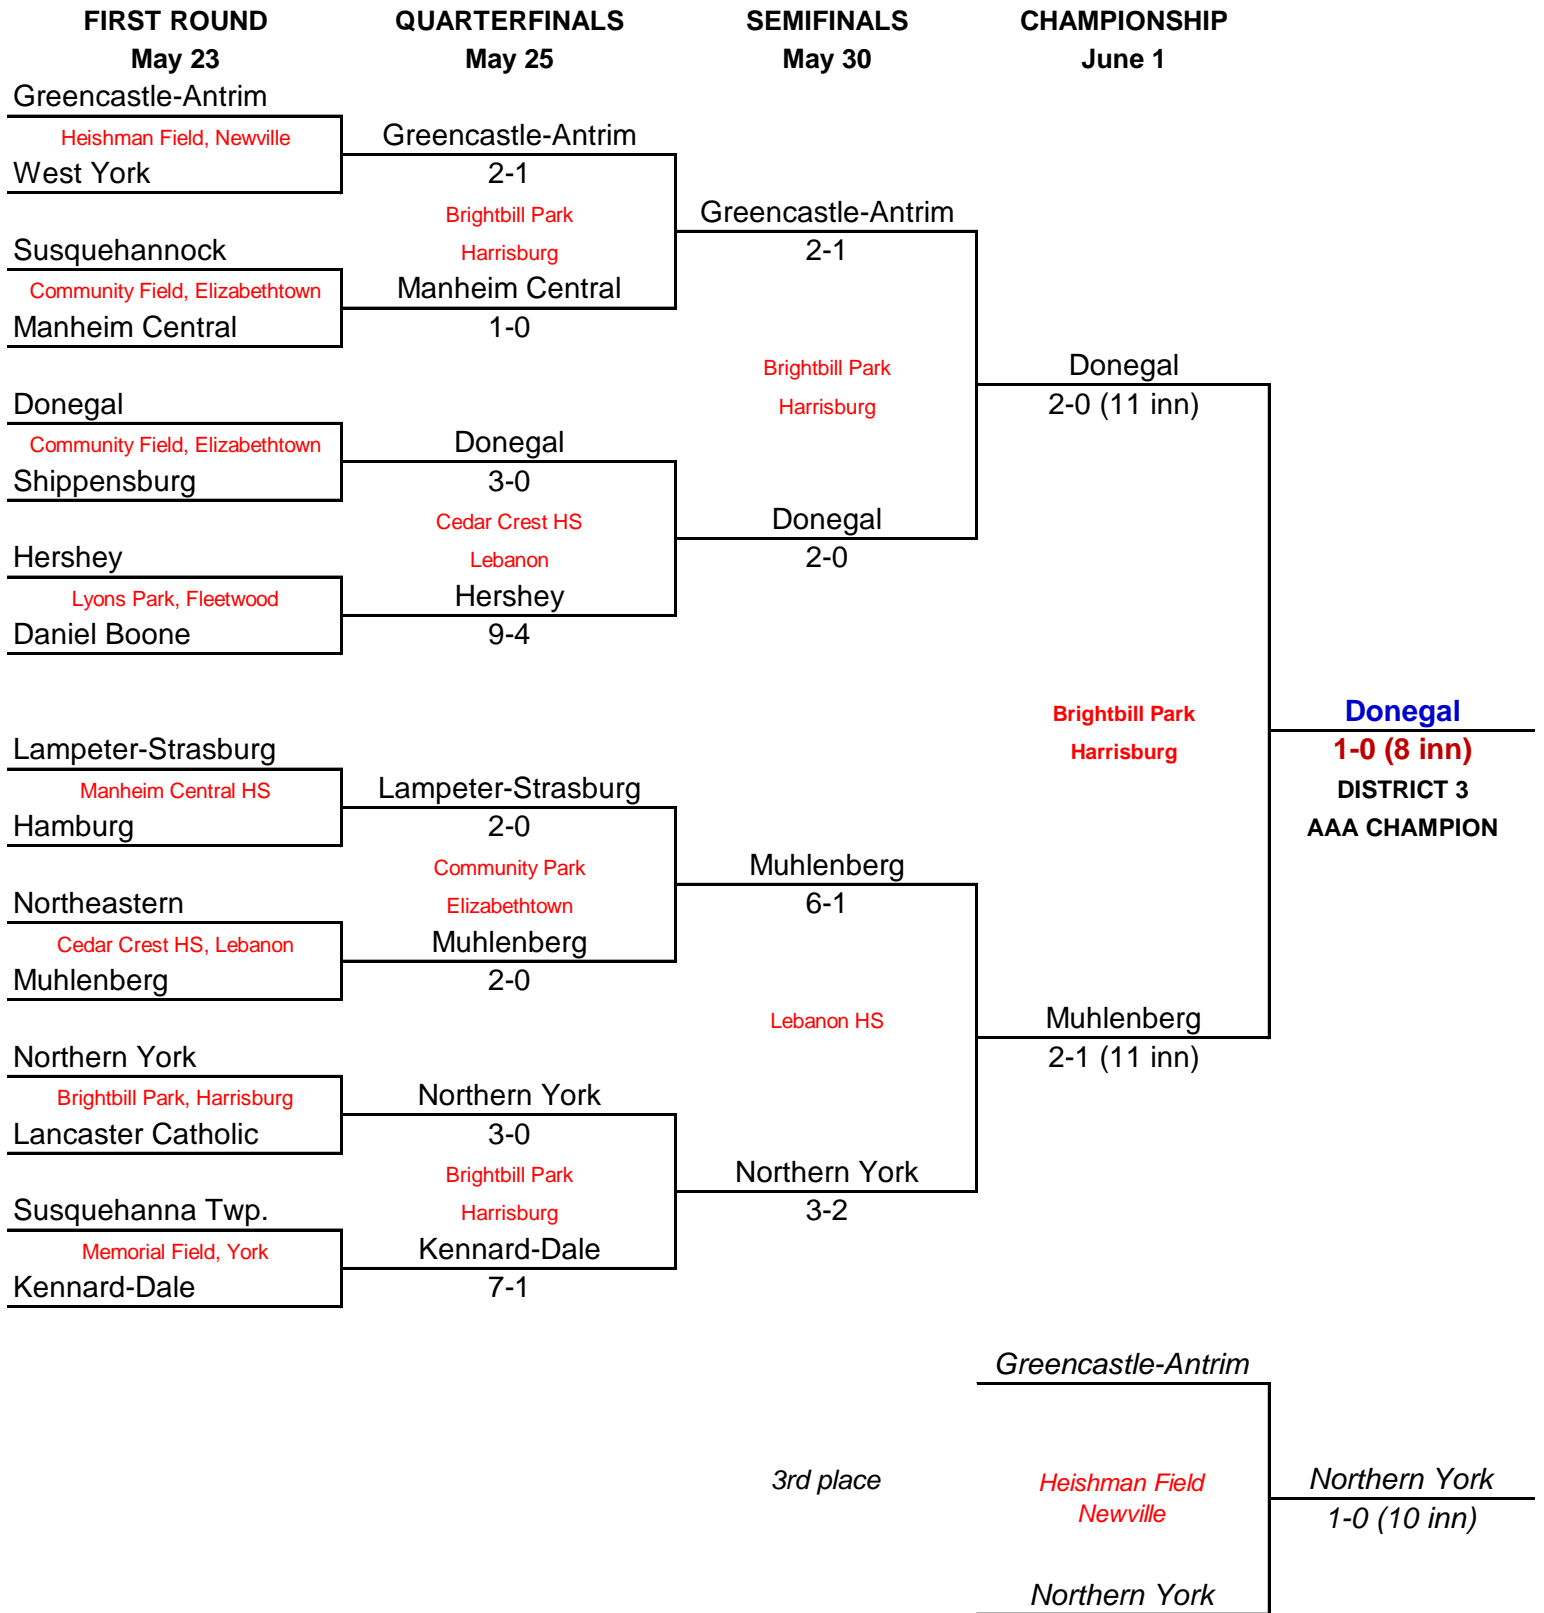 FIRST ROUND QUARTERFINALS SEMIFINALS CHAMPIONSHIP
May 23 May 25 May 30 June 1
Greencastle-Antrim
Heishman Field, Newville Greencastle-Antrim
West York 2-1
Brightbill Park Greencastle-Antrim
Susquehannock Harrisburg 2-1
Community Field, Elizabethtown Manheim Central
Manheim Central 1-0
Brightbill Park Donegal
Donegal Harrisburg 2-0 (11 inn)
Community Field, Elizabethtown Donegal
Shippensburg 3-0
Cedar Crest HS Donegal
Hershey Lebanon 2-0
Lyons Park, Fleetwood Hershey
Daniel Boone 9-4
Brightbill Park Donegal
Lampeter-Strasburg Harrisburg 1-0 (8 inn)
Manheim Central HS Lampeter-Strasburg DISTRICT 3
Hamburg 2-0 AAA CHAMPION
Community Park Muhlenberg
Northeastern Elizabethtown 6-1
Cedar Crest HS, Lebanon Muhlenberg
Muhlenberg 2-0
Lebanon HS Muhlenberg
Northern York 2-1 (11 inn)
Brightbill Park, Harrisburg Northern York
Lancaster Catholic 3-0
Brightbill Park Northern York
Susquehanna Twp. Harrisburg 3-2
Memorial Field, York Kennard-Dale
Kennard-Dale 7-1
Greencastle-Antrim
3rd place Heishman Field Northern York
Newville 1-0 (10 inn)
Northern York